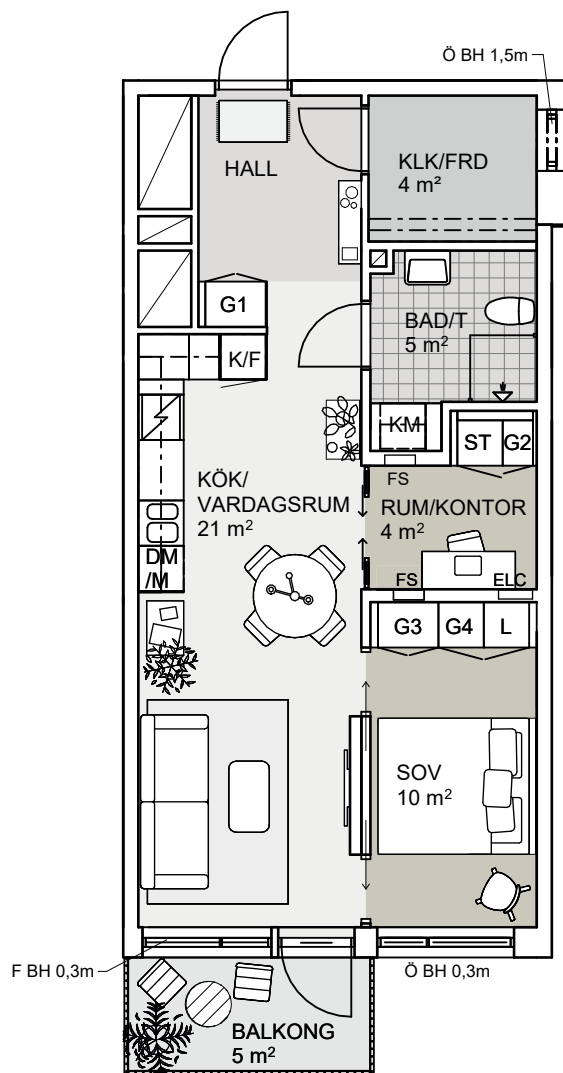 Ö BH 1,5m
HALL
KLK/FRD
4 m²
G1
BAD/T
5 m²
K/F
KM
ST G2
FS
KÖK/
VARDAGSRUM
21 m²
RUM/KONTOR
4 m²
DM
/M
FS
ELC
G3 G4 L
SOV
10 m²
F BH 0,3m
Ö BH 0,3m
BALKONG
5 m²